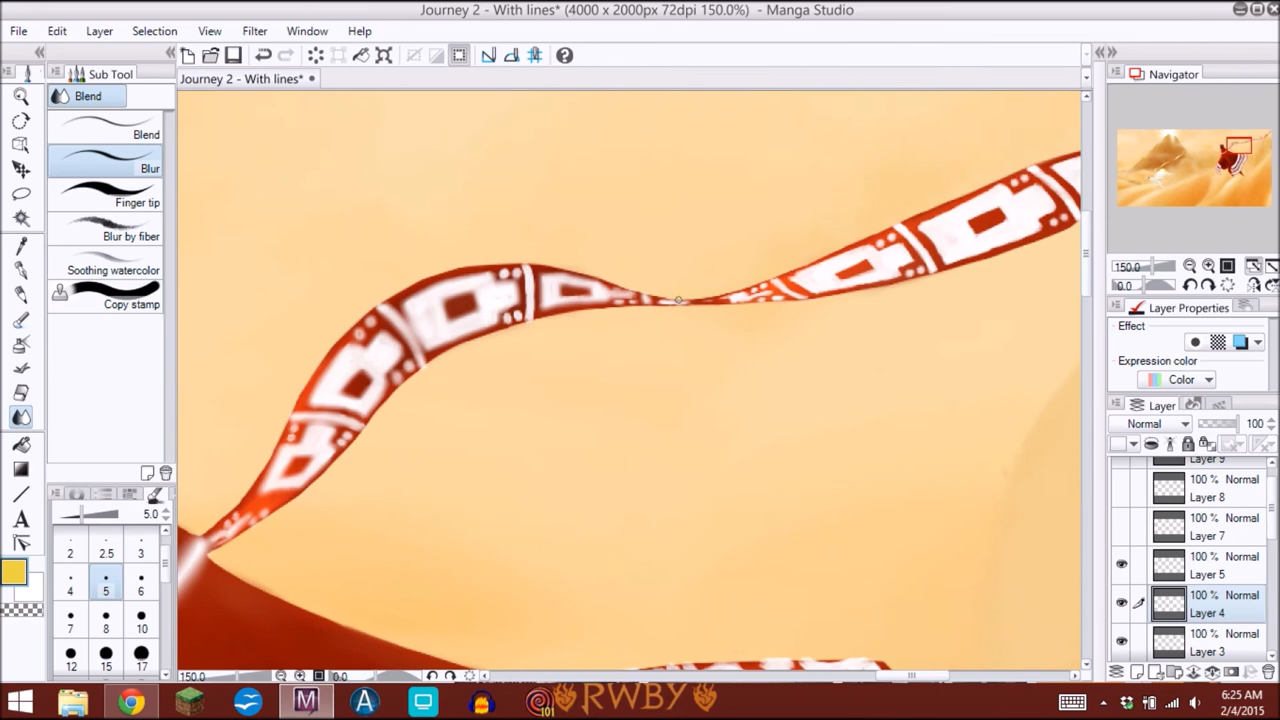 Journey 2 - With lines* (4000 x 2000px 72dpi 150.0%) - Manga Studio
File Edit Layer Selection View Filter Window Help
Sub Tool
Journey 2 - With lines*
Navigator
Blend
Blend
Blur
Finger tip
Blur by fiber
Soothing watercolor
Copy stamp
150.0
0.0
Layer Properties
Effect
Expression color
Color
Layer
Normal 100
Layer 9
100 % Normal
Layer 8
100 % Normal
Layer 7
100 % Normal
Layer 5
100 % Normal
Layer 4
100 % Normal
Layer 3
5.0
2 2.5 3
4 5 6
7 8 10
12 15 17
150.0 0.0
RWBY
101
6:25 AM
2/4/2015